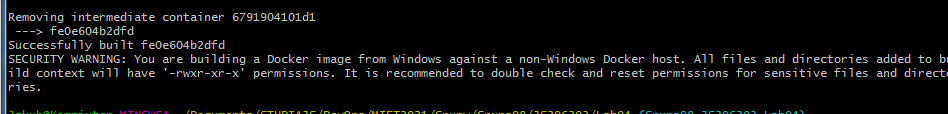 Removing intermediate container 6791904101d1
 ---> fe0e604b2dfd
Successfully built fe0e604b2dfd
SECURITY WARNING: You are building a Docker image from Windows against a non-Windows Docker host. All files and directories added to bu
ild context will have '-rwxr-xr-x' permissions. It is recommended to double check and reset permissions for sensitive files and directo
ries.